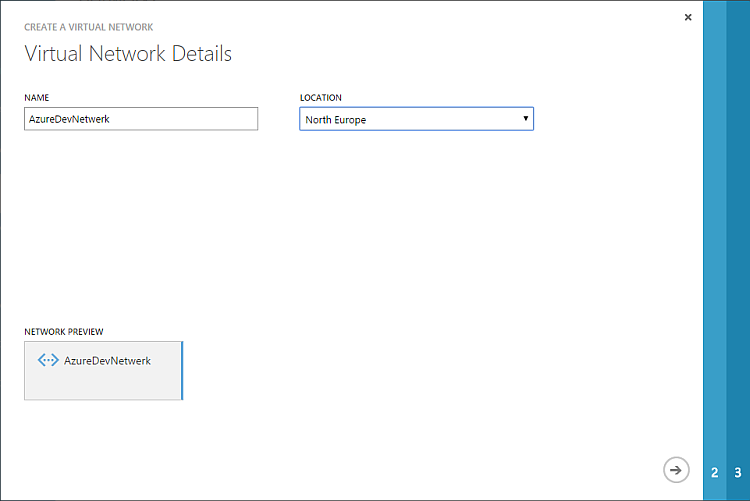 CREATE A VIRTUAL NETWORK
Virtual Network Details
NAME
LOCATION
AzureDevNetwerk
North Europe
NETWORK PREVIEW
AzureDevNetwerk
2
3